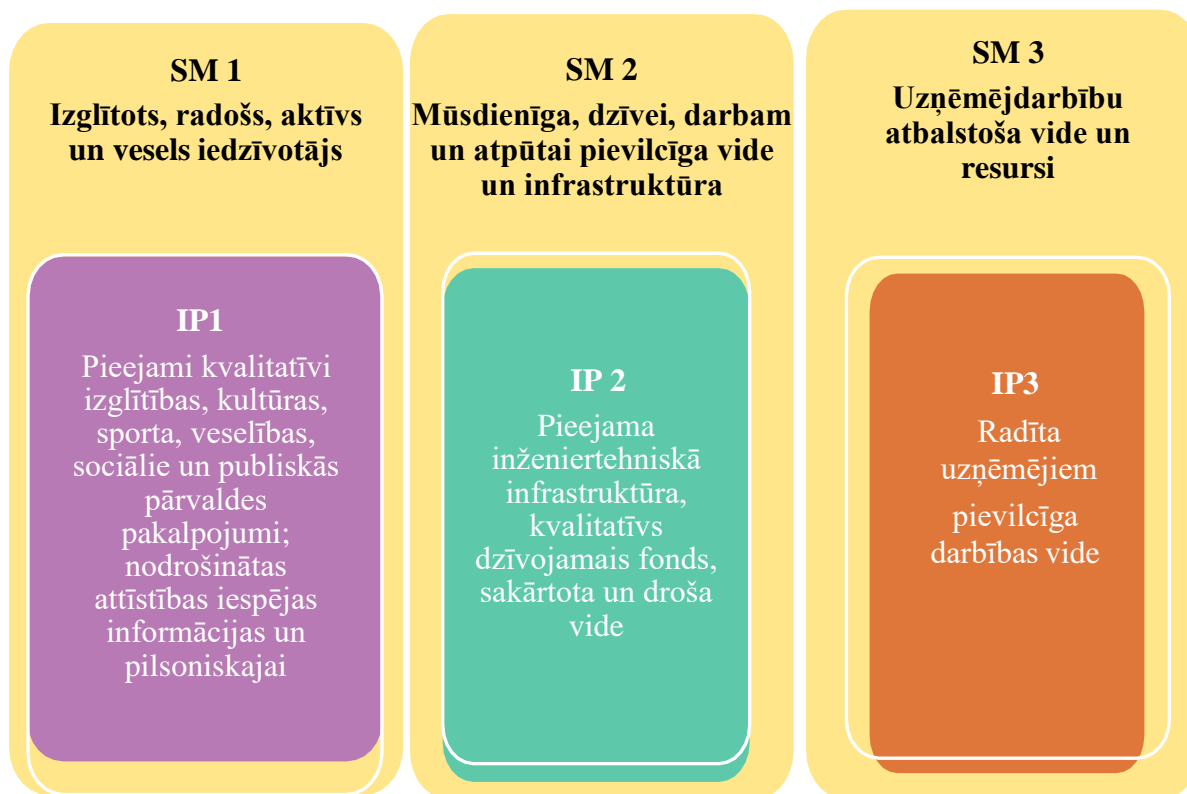 SM 1
Izglītots, radošs, aktīvs
un vesels iedzīvotājs
IP1
Pieejami kvalitatīvi
izglītības, kultūras,
sporta, veselības,
sociālie un publiskās
pārvaldes
pakalpojumi;
nodrošinātas
attīstības iespējas
informācijas un
pilsoniskajai
SM 2
Mūsdienīga, dzīvei, darbam
un atpūtai pievilcīga vide
un infrastruktūra
IP 2
Pieejama
inženiertehniskā
infrastruktūra,
kvalitatīvs
dzīvojamais fonds,
sakārtota un droša
vide
SM 3
Uzņēmējdarbību
atbalstoša vide un
resursi
IP3
Radīta
uzņēmējiem
pievilcīga
darbības vide